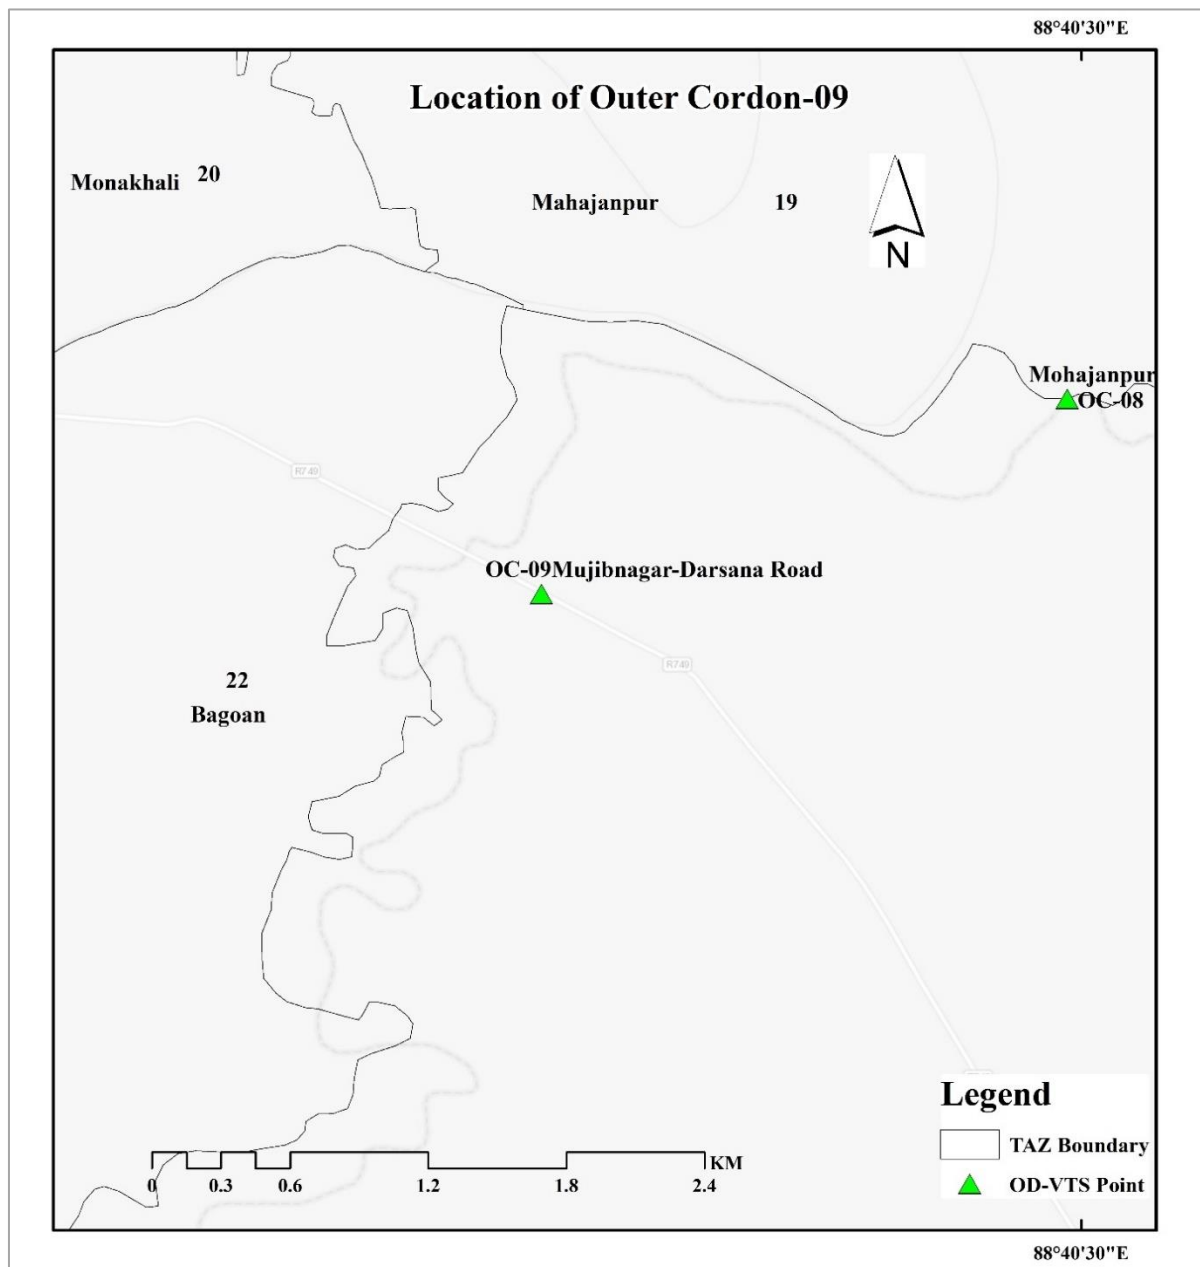 88°40'30"E
Location of Outer Cordon-09
Monakhali 20
Mahajanpur 19
N
Mohajanpur
OC-08
R749
OC-09Mujibnagar-Darsana Road
R749
22
Bagoan
Legend
TAZ Boundary
OD-VTS Point
KM
0 0.3 0.6 1.2 1.8 2.4
88°40'30"E